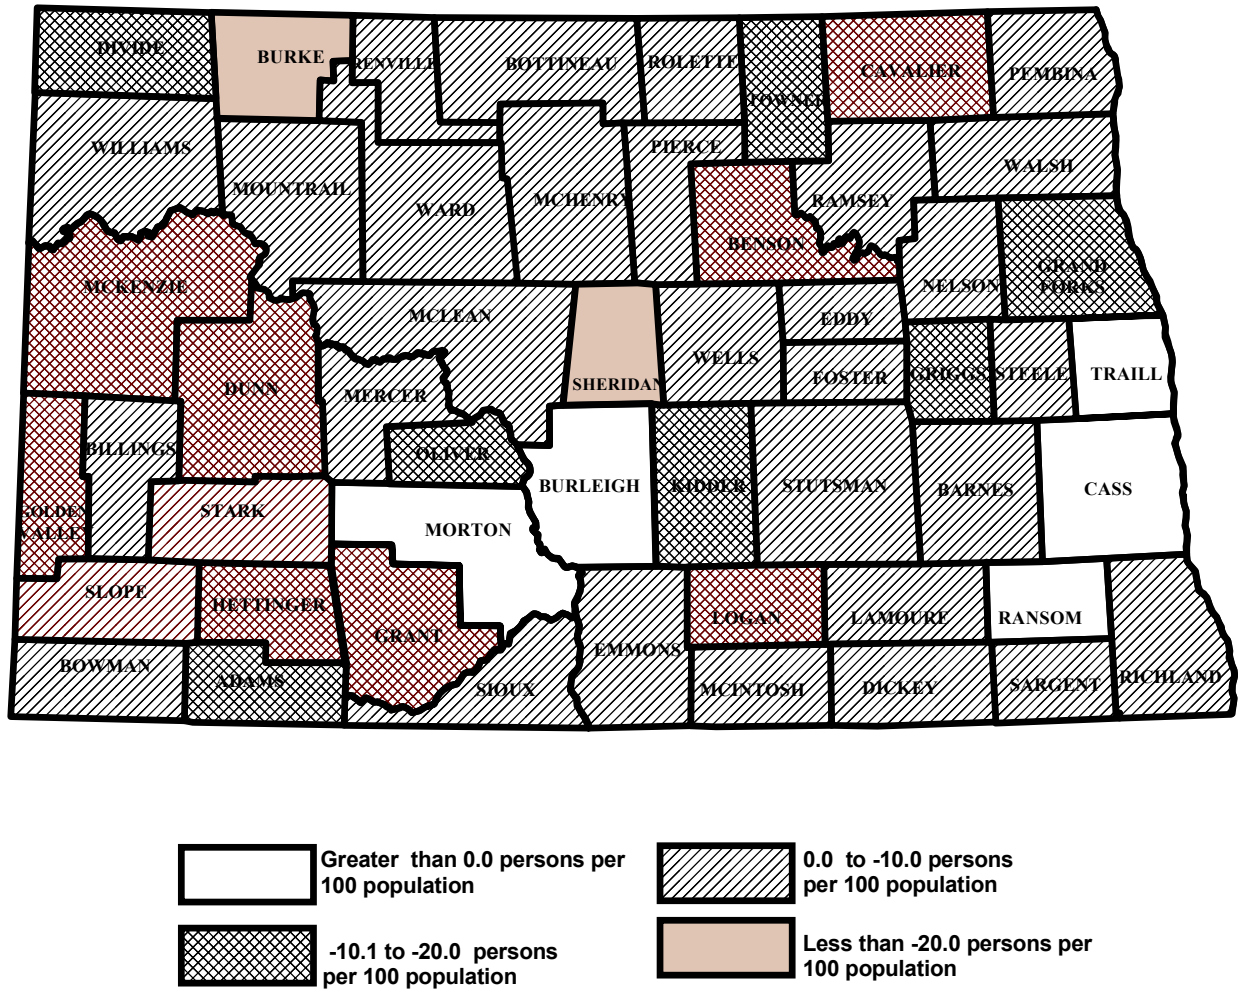 DIVIDE
BURKE
RENVILLE
BOTTINEAU
ROLETTE
TOWNER
CAVALIER
PEMBINA
WILLIAMS
MOUNTRAIL
WARD
MCHENRY
PIERCE
BENSON
RAMSEY
WALSH
MCKENZIE
MCLEAN
SHERIDAN
WELLS
EDDY
FOSTER
NELSON
GRAND
FORKS
DUNN
MERCER
OLIVER
GRIGGS
STEELE
TRAILL
BILLINGS
GOLDEN
VALLEY
STARK
MORTON
BURLEIGH
KIDDER
STUTSMAN
BARNES
CASS
SLOPE
HETTINGER
GRANT
BOWMAN
ADAMS
SIOUX
EMMONS
LOGAN
LAMOURE
RANSOM
MCINTOSH
DICKEY
SARGENT
RICHLAND
Greater than 0.0 persons per
100 population
0.0 to -10.0 persons
per 100 population
-10.1 to -20.0 persons
per 100 population
Less than -20.0 persons per
100 population